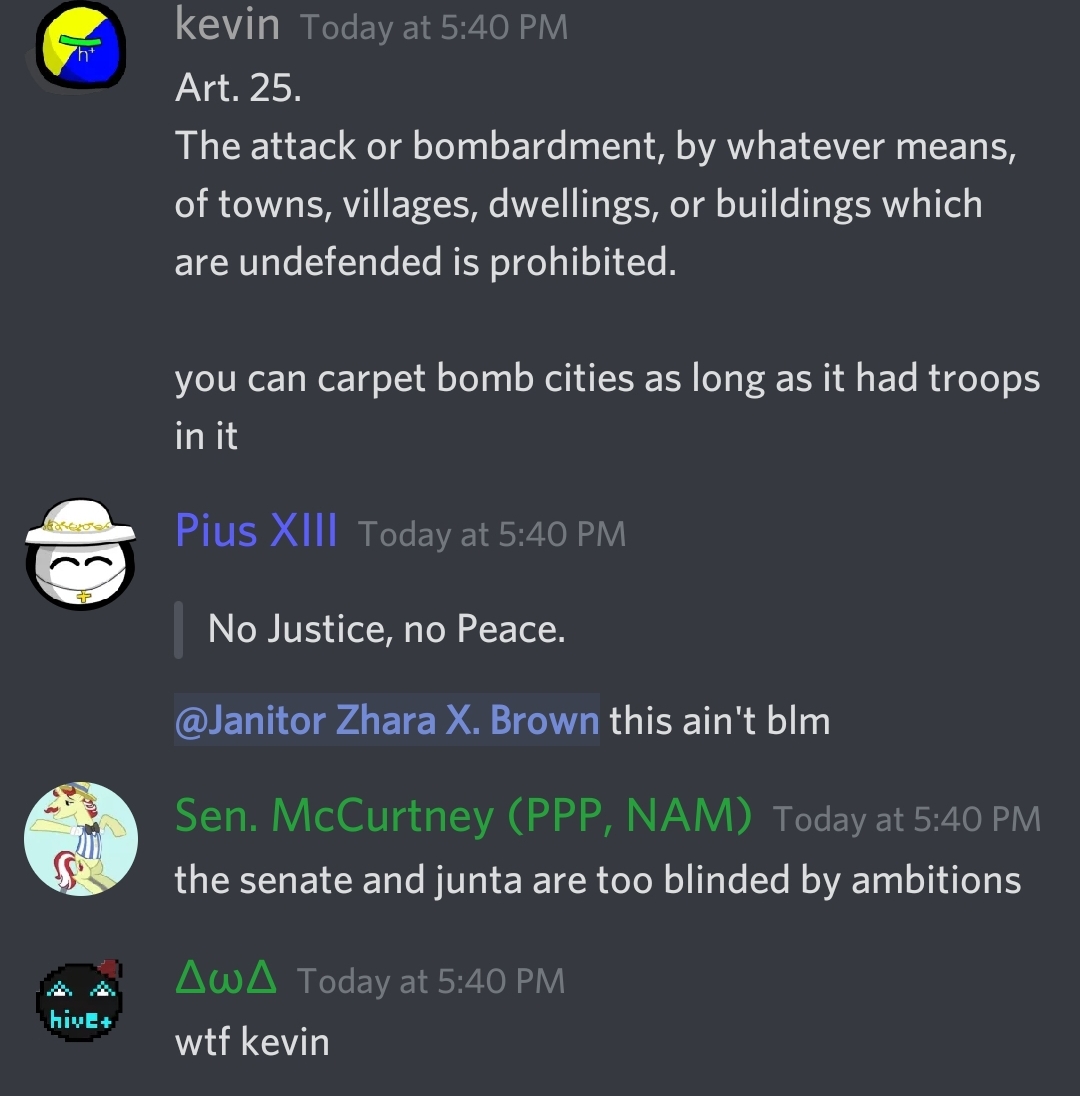 kevin Today at 5:40 PM
h+
Art. 25.
The attack or bombardment, by whatever means,
of towns, villages, dwellings, or buildings which
are undefended is prohibited.
you can carpet bomb cities as long as it had troops
in it
Pius XIII Today at 5:40 PM
No Justice, no Peace.
@Janitor Zhara X. Brown this ain't blm
Sen. McCurtney (PPP, NAM) Today at 5:40 PM
the senate and junta are too blinded by ambitions
ΔωΔ Today at 5:40 PM
hivE+
wtf kevin